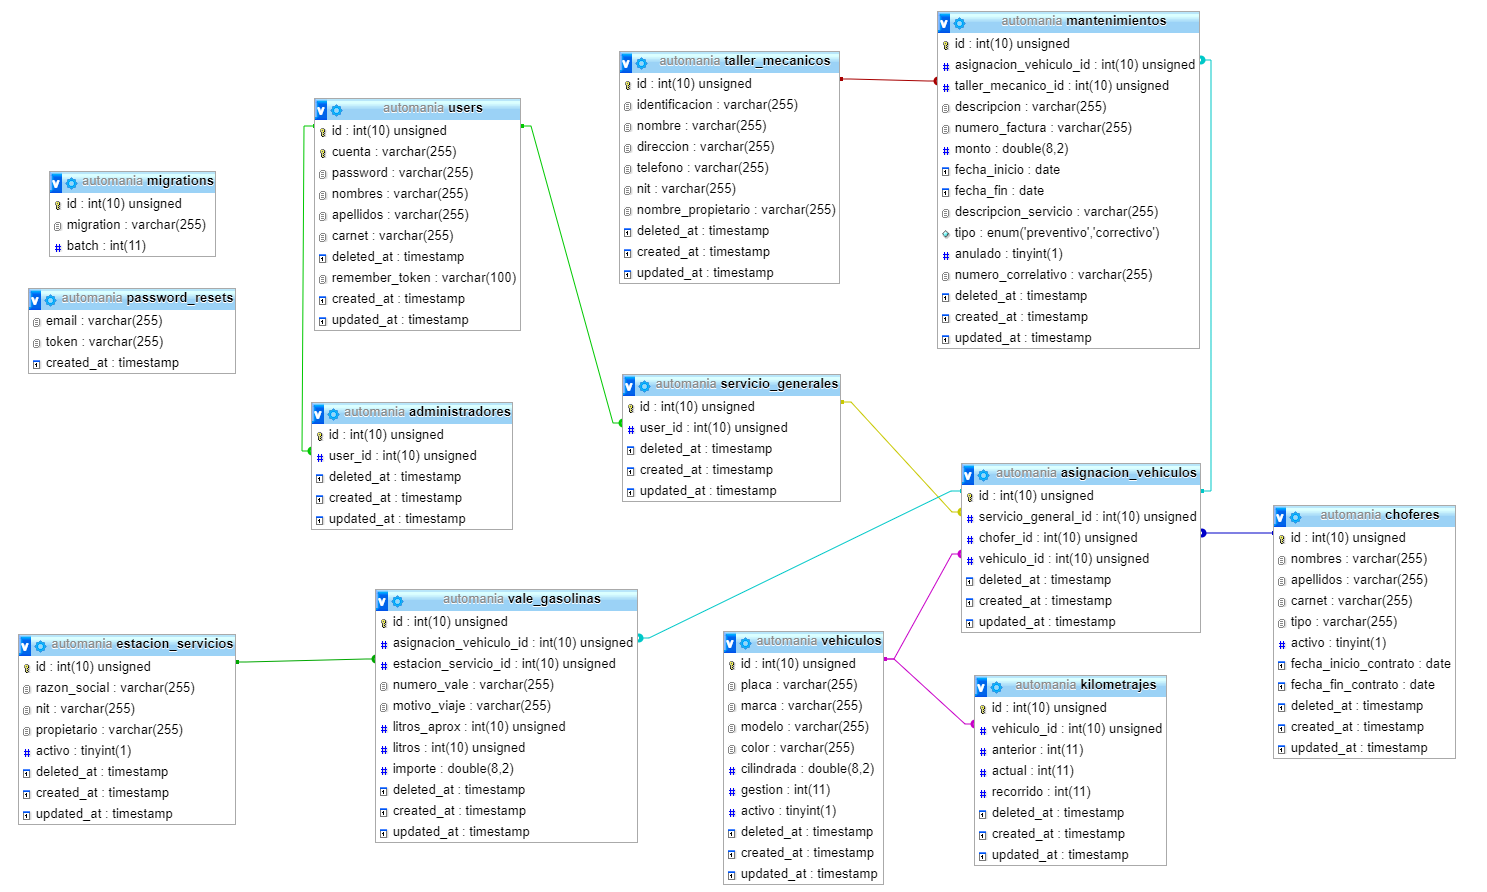 automania migrations
id : int(10) unsigned
migration : varchar(255)
batch : int(11)
automania password_resets
email : varchar(255)
token : varchar(255)
created_at : timestamp
automania users
id : int(10) unsigned
cuenta : varchar(255)
password : varchar(255)
nombres : varchar(255)
apellidos : varchar(255)
carnet : varchar(255)
deleted_at : timestamp
remember_token : varchar(100)
created_at : timestamp
updated_at : timestamp
automania administradores
id : int(10) unsigned
user_id : int(10) unsigned
deleted_at : timestamp
created_at : timestamp
updated_at : timestamp
automania taller_mecanicos
id : int(10) unsigned
identificacion : varchar(255)
nombre : varchar(255)
direccion : varchar(255)
telefono : varchar(255)
nit : varchar(255)
nombre_propietario : varchar(255)
deleted_at : timestamp
created_at : timestamp
updated_at : timestamp
automania mantenimientos
id : int(10) unsigned
asignacion_vehiculo_id : int(10) unsigned
taller_mecanico_id : int(10) unsigned
descripcion : varchar(255)
numero_factura : varchar(255)
monto : double(8,2)
fecha_inicio : date
fecha_fin : date
descripcion_servicio : varchar(255)
tipo : enum('preventivo','correctivo')
anulado : tinyint(1)
numero_correlativo : varchar(255)
deleted_at : timestamp
created_at : timestamp
updated_at : timestamp
automania servicio_generales
id : int(10) unsigned
user_id : int(10) unsigned
deleted_at : timestamp
created_at : timestamp
updated_at : timestamp
automania asignacion_vehiculos
id : int(10) unsigned
servicio_general_id : int(10) unsigned
chofer_id : int(10) unsigned
vehiculo_id : int(10) unsigned
deleted_at : timestamp
created_at : timestamp
updated_at : timestamp
automania choferes
id : int(10) unsigned
nombres : varchar(255)
apellidos : varchar(255)
carnet : varchar(255)
tipo : varchar(255)
activo : tinyint(1)
fecha_inicio_contrato : date
fecha_fin_contrato : date
deleted_at : timestamp
created_at : timestamp
updated_at : timestamp
automania estacion_servicios
id : int(10) unsigned
razon_social : varchar(255)
nit : varchar(255)
propietario : varchar(255)
activo : tinyint(1)
deleted_at : timestamp
created_at : timestamp
updated_at : timestamp
automania vale_gasolinas
id : int(10) unsigned
asignacion_vehiculo_id : int(10) unsigned
estacion_servicio_id : int(10) unsigned
numero_vale : varchar(255)
motivo_viaje : varchar(255)
litros_aprox : int(10) unsigned
litros : int(10) unsigned
importe : double(8,2)
deleted_at : timestamp
created_at : timestamp
updated_at : timestamp
automania vehiculos
id : int(10) unsigned
placa : varchar(255)
marca : varchar(255)
modelo : varchar(255)
color : varchar(255)
cilindrada : double(8,2)
gestion : int(11)
activo : tinyint(1)
deleted_at : timestamp
created_at : timestamp
updated_at : timestamp
automania kilometrajes
id : int(10) unsigned
vehiculo_id : int(10) unsigned
anterior : int(11)
actual : int(11)
recorrido : int(11)
deleted_at : timestamp
created_at : timestamp
updated_at : timestamp